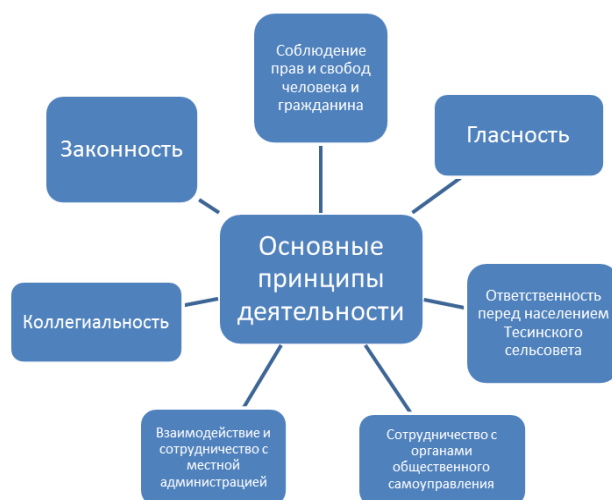 Соблюдение
прав и свобод
человека и
гражданина
Законность
Гласность
Основные
принципы
деятельности
Коллегиальность
Ответственность
перед населением
Тесинского
сельсовета
Взаимодействие и
сотрудничество с
местной
администрацией
Сотрудничество с
органами
общественного
самоуправления